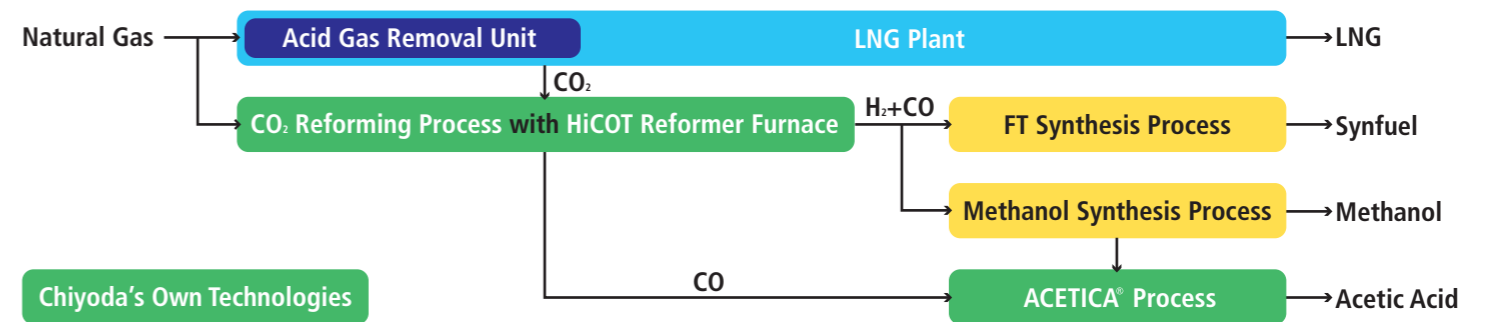 Natural Gas
Acid Gas Removal Unit
LNG Plant
LNG
CO₂
CO₂ Reforming Process with HiCOT Reformer Furnace
H₂+CO
FT Synthesis Process
Synfuel
Methanol Synthesis Process
Methanol
Chiyoda's Own Technologies
CO
ACETICA® Process
Acetic Acid